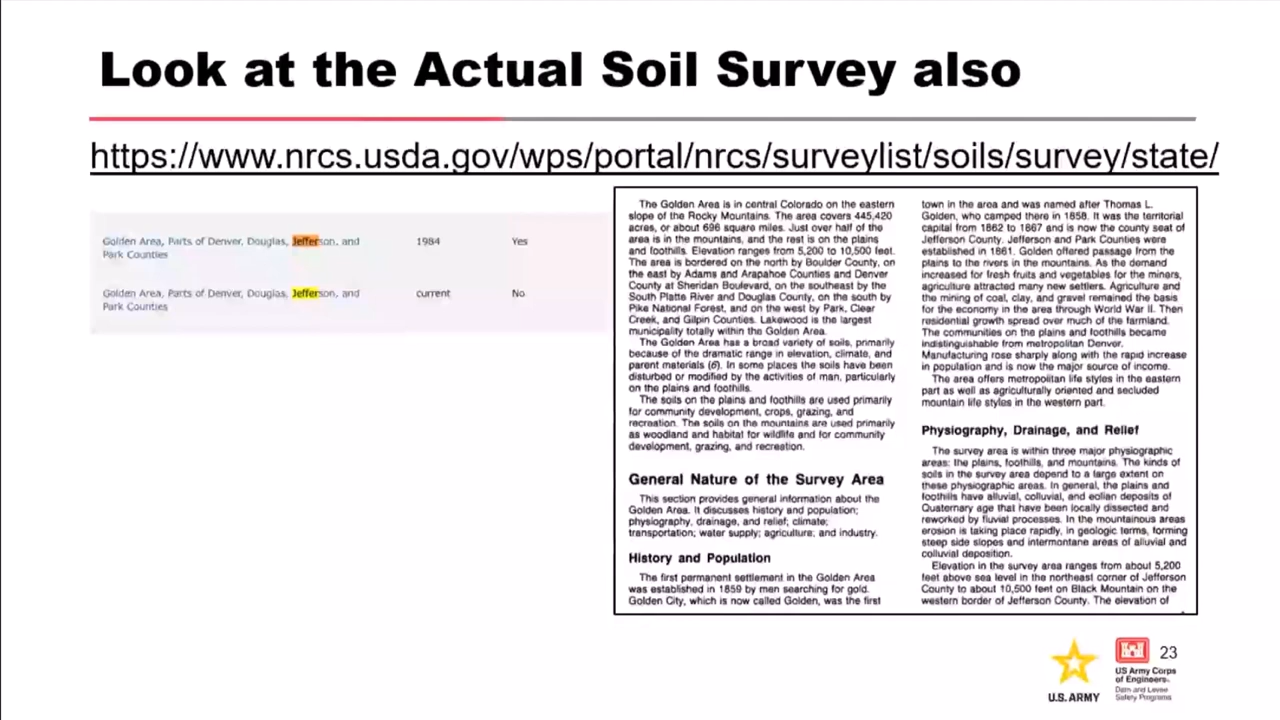 Look at the Actual Soil Survey also
https://www.nrcs.usda.gov/wps/portal/nrcs/surveylist/soils/survey/state/
Golden Area, Parts of Denver, Douglas, Jefferson, and Park Counties 1984 Yes
Golden Area, Parts of Denver, Douglas, Jefferson, and Park Counties current No
The Golden Area is in central Colorado on the eastern
slope of the Rocky Mountains. The area covers 445,420
acres, or about 696 square miles. Just over half of the
area is in the mountains, and the rest is on the plains
and foothills. Elevation ranges from 5,200 to 10,500 feet.
The area is bordered on the north by Boulder County, on
the east by Adams and Arapahoe Counties and Denver
County at Sheridan Boulevard, on the southeast by the
South Platte River and Douglas County, on the south by
Pike National Forest, and on the west by Park, Clear
Creek, and Gilpin Counties. Lakewood is the largest
municipality totally within the Golden Area.
The Golden Area has a broad variety of soils, primarily
because of the dramatic range in elevation, climate, and
parent materials (6). In some places the soils have been
disturbed or modified by the activities of man, particularly
on the plains and foothills.
The soils on the plains and foothills are used primarily
for community development, crops, grazing, and
recreation. The soils on the mountains are used primarily
as woodland and habitat for wildlife and for community
development, grazing, and recreation.
General Nature of the Survey Area
This section provides general information about the
Golden Area. It discusses history and population;
physiography, drainage, and relief; climate;
transportation; water supply; agriculture, and industry.
History and Population
The first permanent settlement in the Golden Area
was established in 1859 by men searching for gold.
Golden City, which is now called Golden, was the first
town in the area and was named after Thomas L.
Golden, who camped there in 1858. It was the territorial
capital from 1862 to 1867 and is now the county seat of
Jefferson County. Jefferson and Park Counties were
established in 1861. Golden offered passage from the
plains to the rivers in the mountains. As the demand
increased for fresh fruits and vegetables for the miners,
agriculture attracted many new settlers. Agriculture and
the mining of coal, clay, and gravel remained the basis
for the economy in the area through World War II. Then
residential growth spread over much of the farmland.
The communities on the plains and foothills became
indistinguishable from metropolitan Denver.
Manufacturing rose sharply along with the rapid increase
in population and is now the major source of income.
The area offers metropolitan life styles in the eastern
part as well as agriculturally oriented and secluded
mountain life styles in the western part.
Physiography, Drainage, and Relief
The survey area is within three major physiographic
areas: the plains, foothills, and mountains. The kinds of
soils in the survey area depend to a large extent on
these physiographic areas. In general, the plains and
foothills have alluvial, colluvial, and eolian deposits of
Quaternary age that have been locally dissected and
reworked by fluvial processes. In the mountainous areas
erosion is taking place rapidly, in geologic terms, forming
steep side slopes and intermontane areas of alluvial and
colluvial deposition.
Elevation in the survey area ranges from about 5,200
feet above sea level in the northeast corner of Jefferson
County to about 10,500 feet on Black Mountain on the
western border of Jefferson County. The elevation of
23
U.S. ARMY
US Army Corps
of Engineers
Dam and Levee
Safety Programs